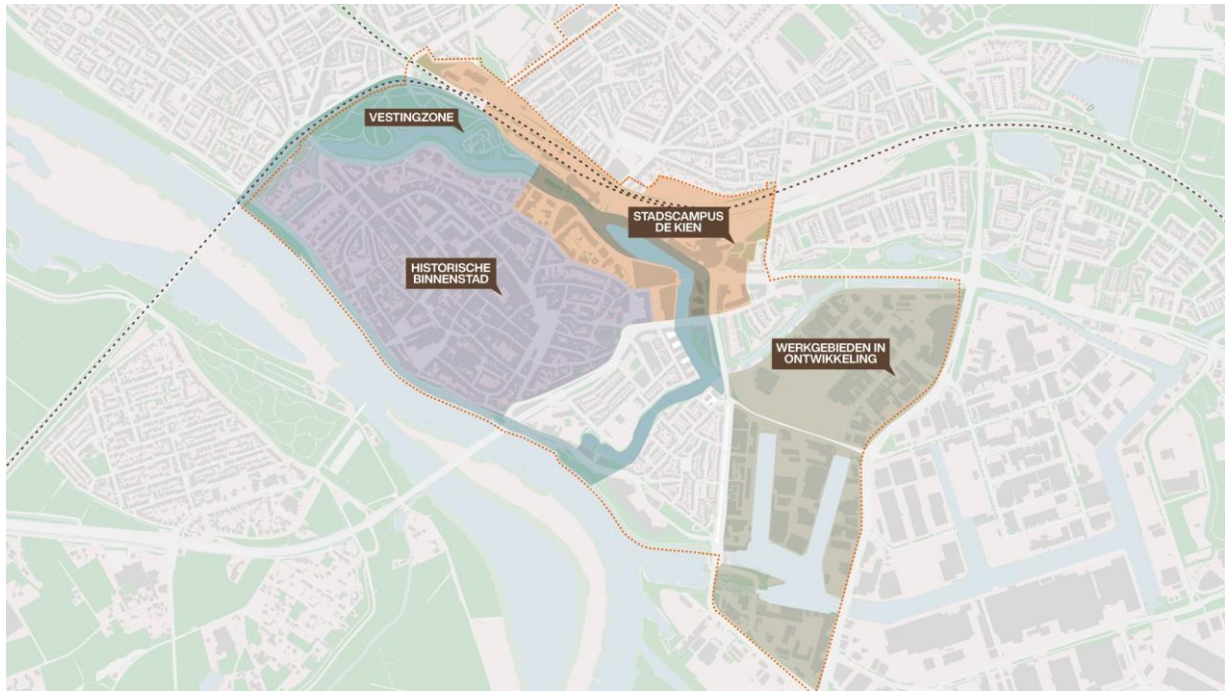 VESTINGZONE
STADSCAMPUS
DE KIEN
HISTORISCHE
BINNENSTAD
WERKGEBIEDEN IN
ONTWIKKELING